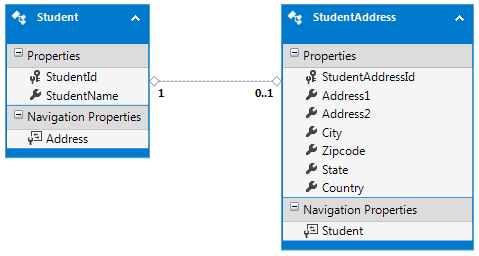 Student
Properties
StudentId
StudentName
Navigation Properties
Address
1
0..1
StudentAddress
Properties
StudentAddressId
Address1
Address2
City
Zipcode
State
Country
Navigation Properties
Student